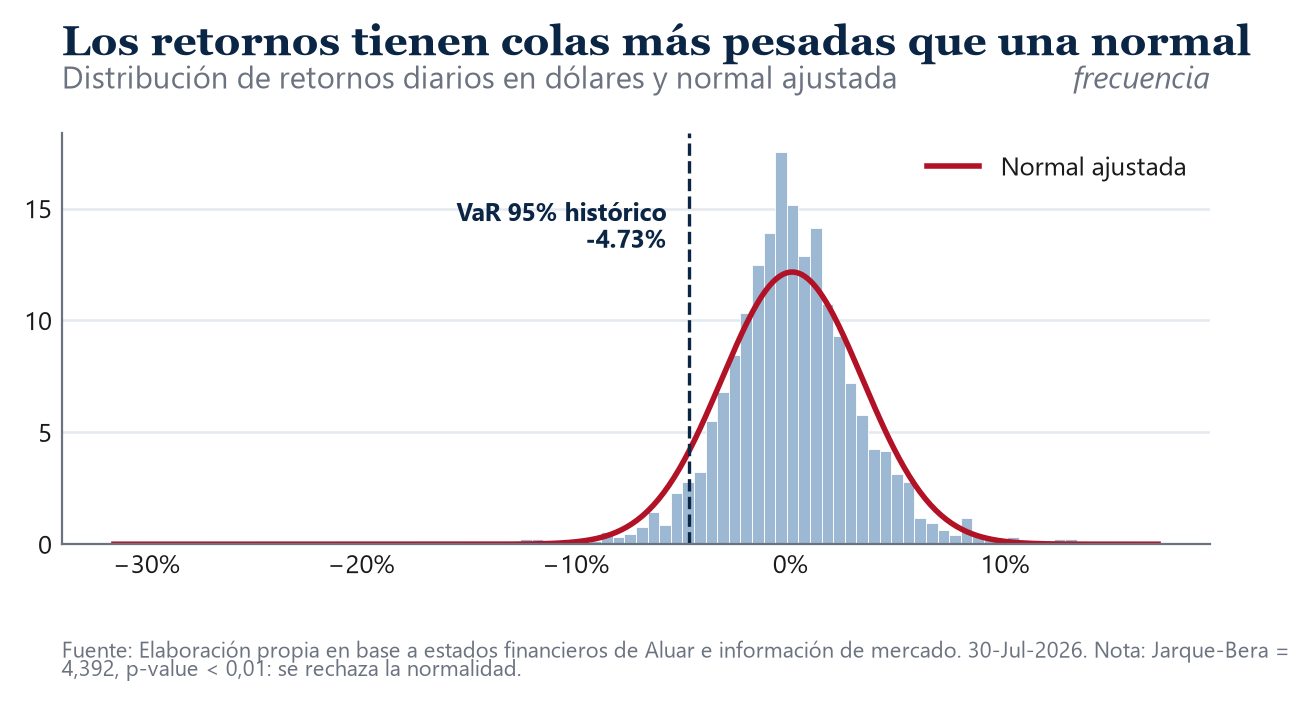 Los retornos tienen colas más pesadas que una normal
Distribución de retornos diarios en dólares y normal ajustada
frecuencia
Normal ajustada
VaR 95% histórico
-4.73%
15
10
5
0
−30%
−20%
−10%
0%
10%
Fuente: Elaboración propia en base a estados financieros de Aluar e información de mercado. 30-Jul-2026. Nota: Jarque-Bera =
4,392, p-value < 0,01: se rechaza la normalidad.